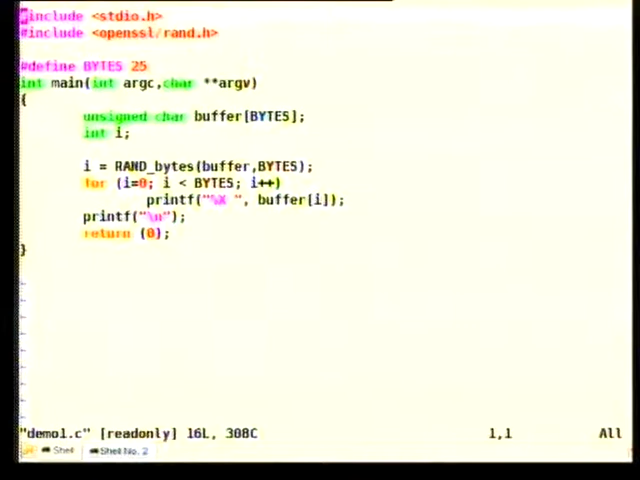 #include <stdio.h>
#include <openssl/rand.h>
#define BYTES 25
int main(int argc,char **argv)
{
unsigned char buffer[BYTES];
int i;
i = RAND_bytes(buffer,BYTES);
for (i=0; i < BYTES; i++)
printf("%X ", buffer[i]);
printf("\n");
return (0);
}
~
~
~
~
~
~
~
~
~
"demo1.c" [readonly] 16L, 308C 1,1 All
Shell Shell No. 2